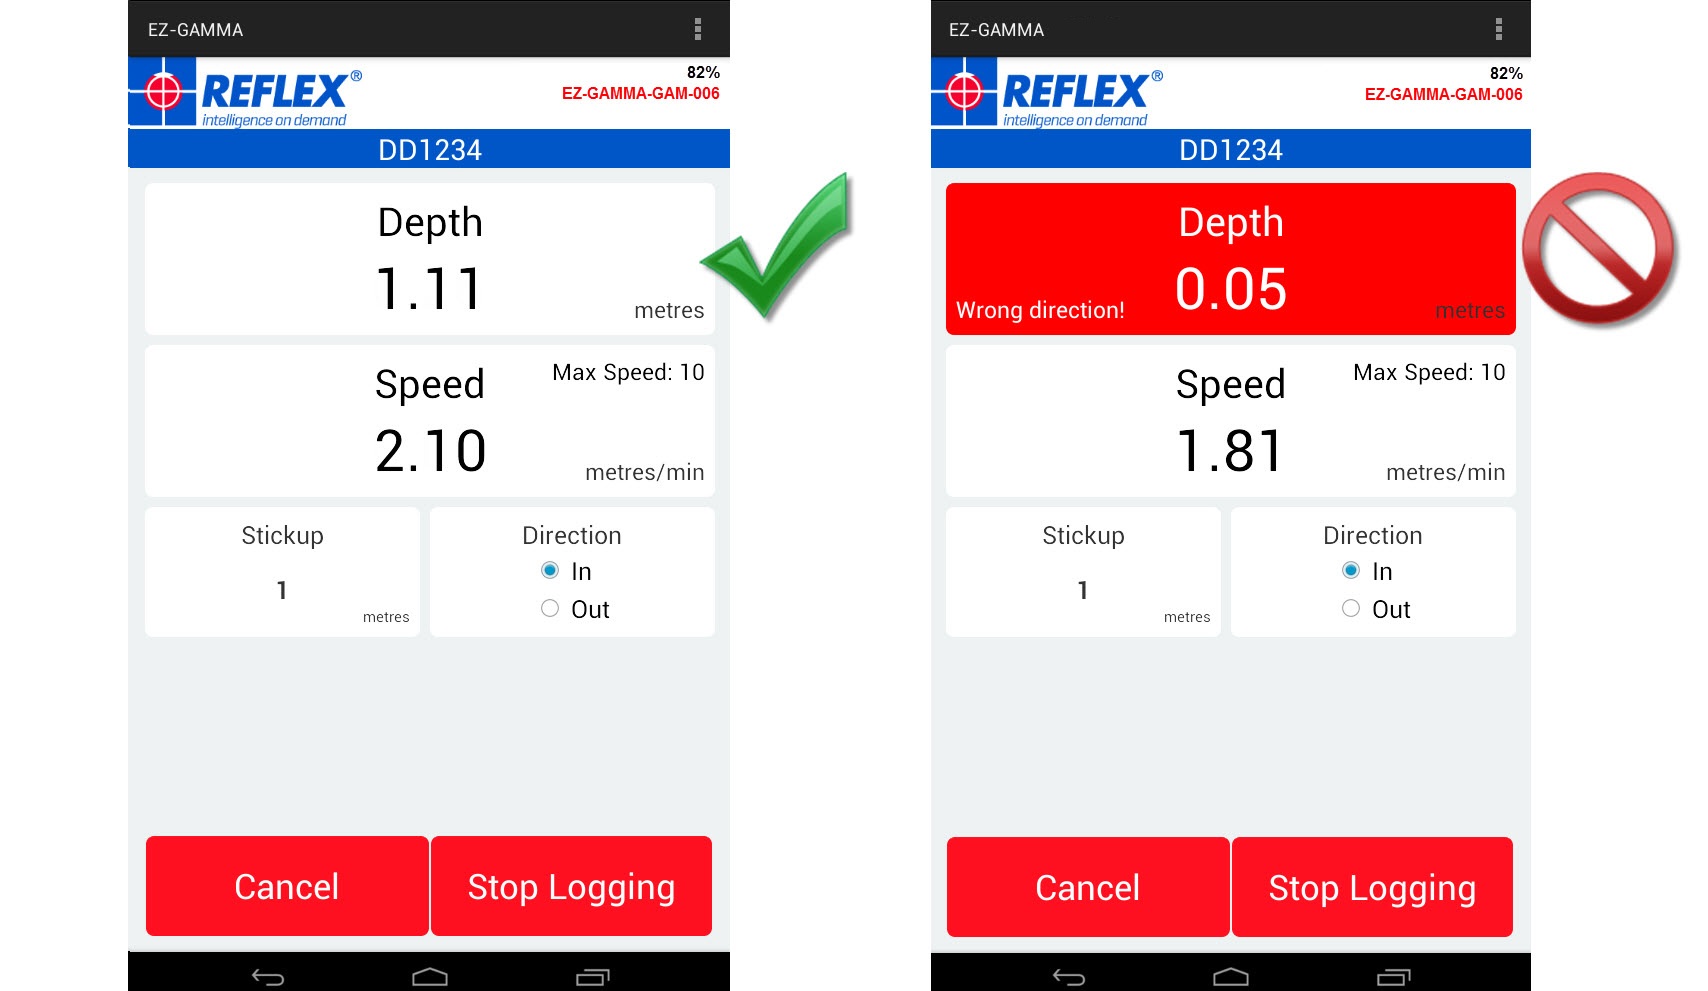 EZ-GAMMA
REFLEX®
intelligence on demand
82%
EZ-GAMMA-GAM-006
DD1234
Depth
1.11
metres
Speed
Max Speed: 10
2.10
metres/min
Stickup
1
metres
Direction
In
Out
Cancel
Stop Logging
EZ-GAMMA
REFLEX®
intelligence on demand
82%
EZ-GAMMA-GAM-006
DD1234
Depth
0.05
Wrong direction!
metres
Speed
Max Speed: 10
1.81
metres/min
Stickup
1
metres
Direction
In
Out
Cancel
Stop Logging